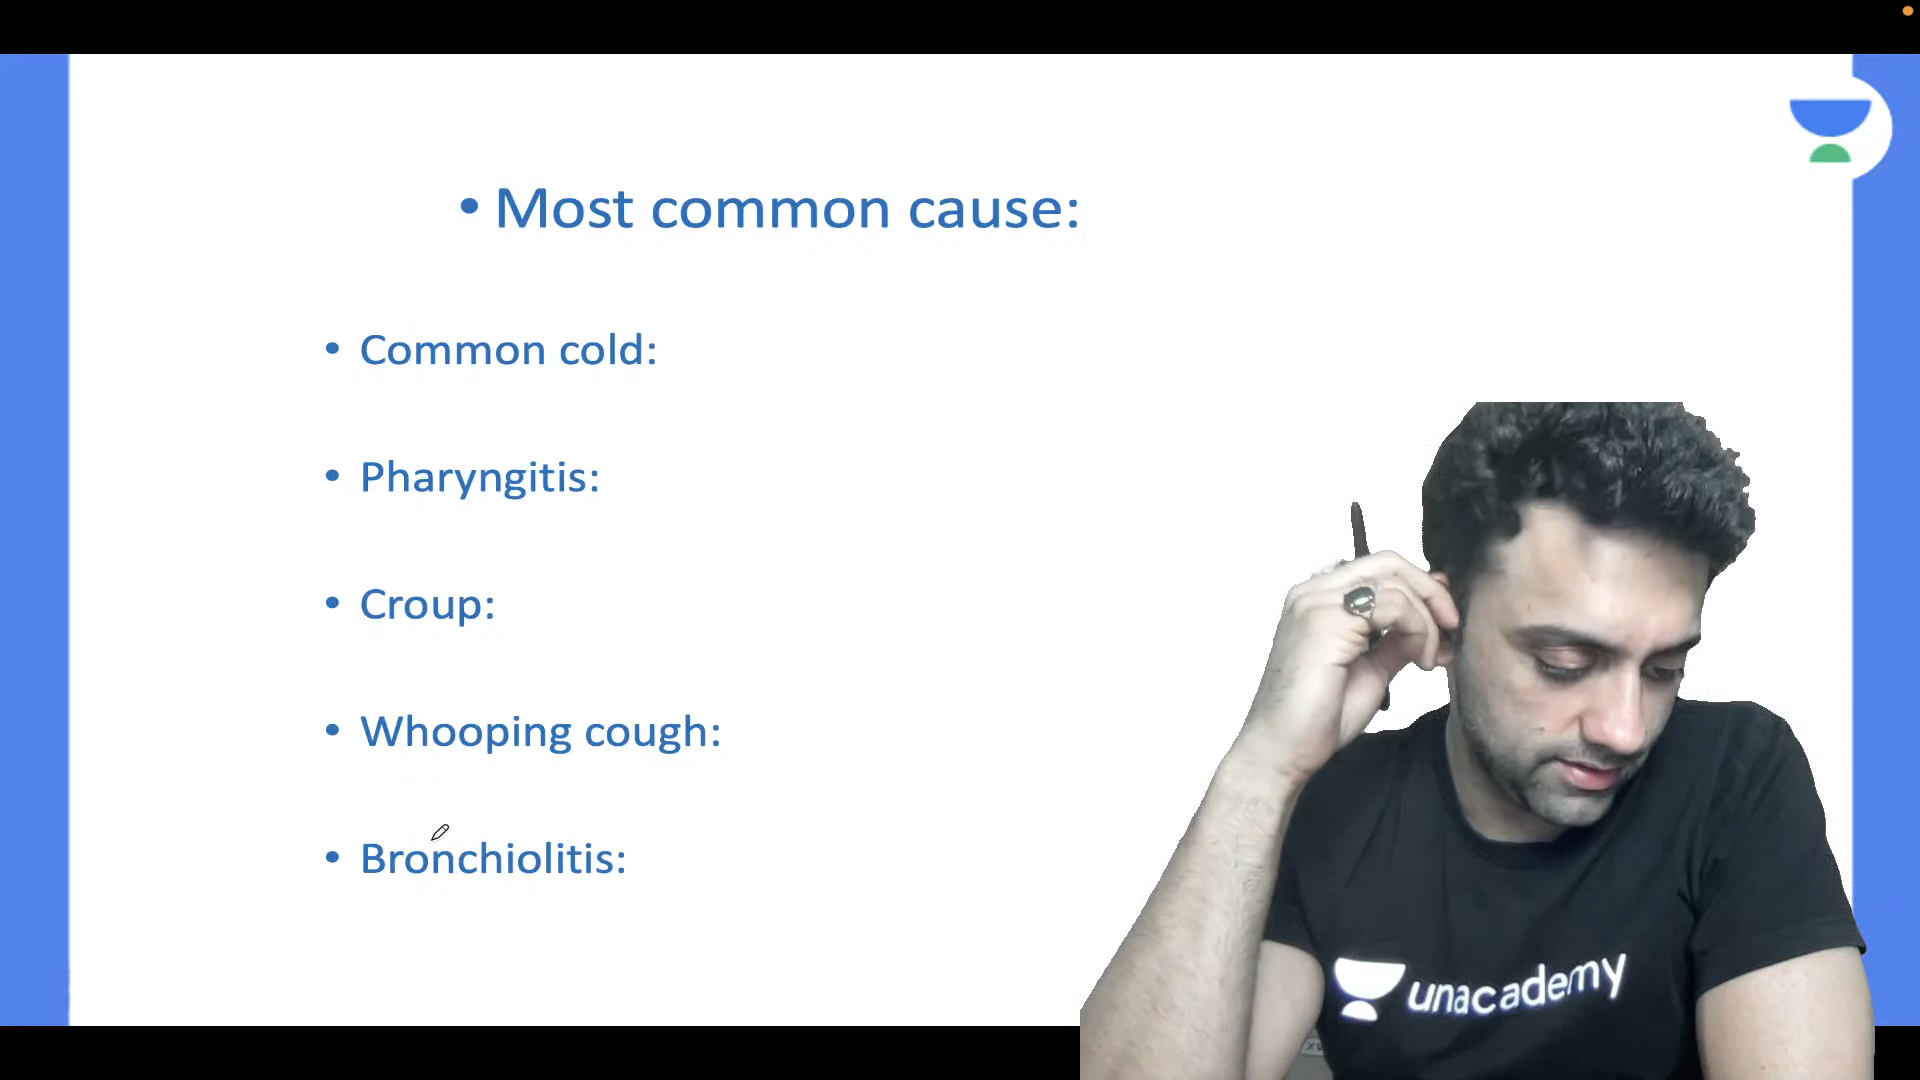 • Most common cause:
• Common cold:
• Pharyngitis:
• Croup:
• Whooping cough:
• Bronchiolitis:
unacademy